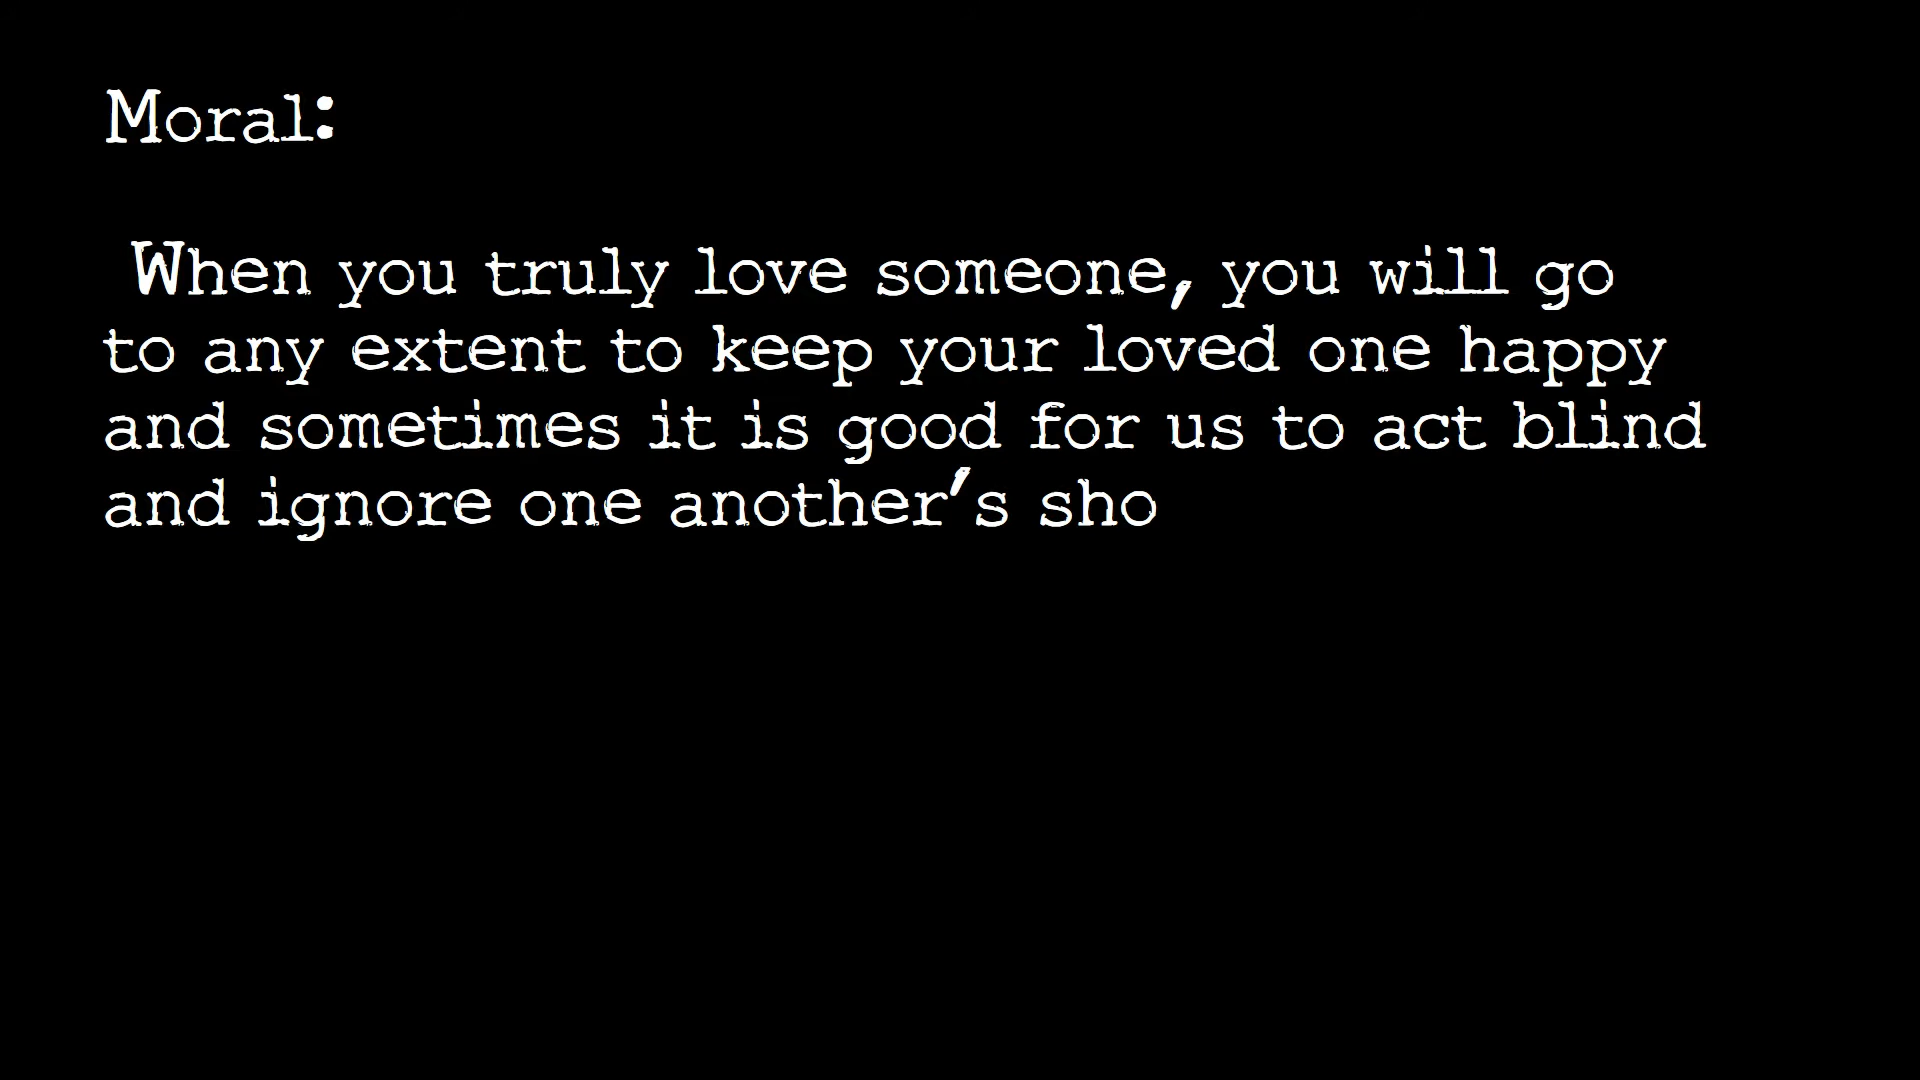 Moral:
When you truly love someone, you will go
to any extent to keep your loved one happy
and sometimes it is good for us to act blind
and ignore one another's sho